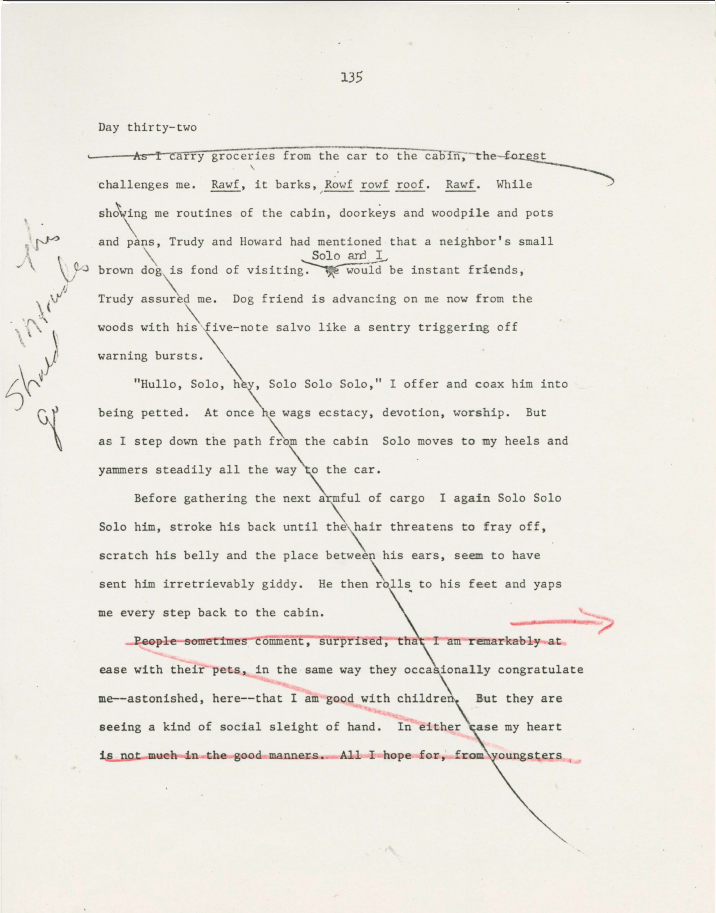 135
Day thirty-two
As I carry groceries from the car to the cabin, the forest
challenges me. Rawf, it barks, Rowf rowf roof. Rawf. While
showing me routines of the cabin, doorkeys and woodpile and pots
and pans, Trudy and Howard had mentioned that a neighbor's small
Solo and I
brown dog is fond of visiting. We would be instant friends,
Trudy assured me. Dog friend is advancing on me now from the
woods with his five-note salvo like a sentry triggering off
warning bursts.
"Hullo, Solo, hey, Solo Solo Solo," I offer and coax him into
being petted. At once he wags ecstacy, devotion, worship. But
as I step down the path from the cabin Solo moves to my heels and
yammers steadily all the way to the car.
Before gathering the next armful of cargo I again Solo Solo
Solo him, stroke his back until the hair threatens to fray off,
scratch his belly and the place between his ears, seem to have
sent him irretrievably giddy. He then rolls to his feet and yaps
me every step back to the cabin.
People sometimes comment, surprised, that I am remarkably at
ease with their pets, in the same way they occasionally congratulate
me--astonished, here--that I am good with children. But they are
seeing a kind of social sleight of hand. In either case my heart
is not much in the good manners. All I hope for, from youngsters
This
intrudes
Should
go